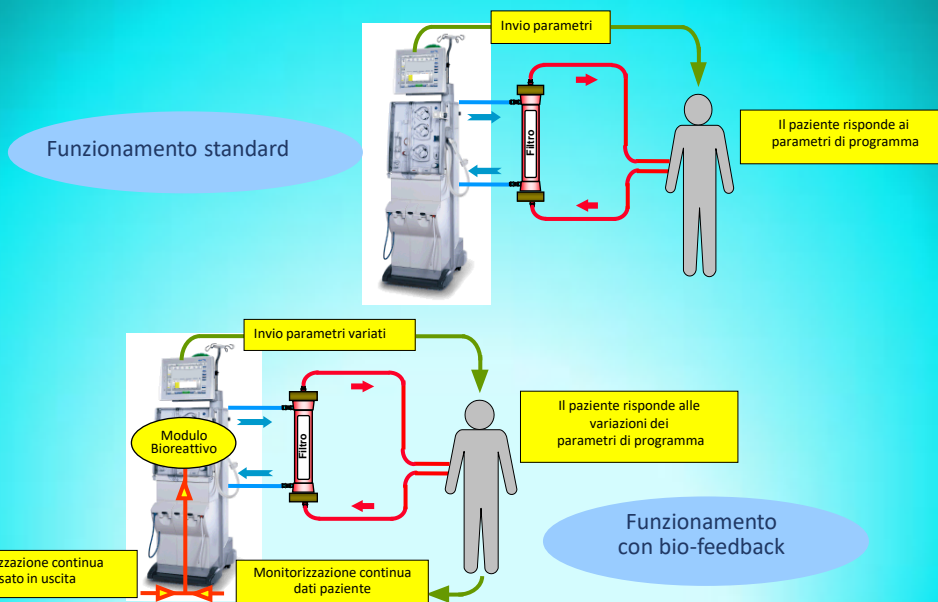 Invio parametri
Funzionamento standard
Filtro
Il paziente risponde ai
parametri di programma
Invio parametri variati
Modulo
Bioreattivo
Filtro
Il paziente risponde alle
variazioni dei
parametri di programma
Funzionamento
con bio-feedback
continua
in uscita
Monitorizzazione continua
dati paziente